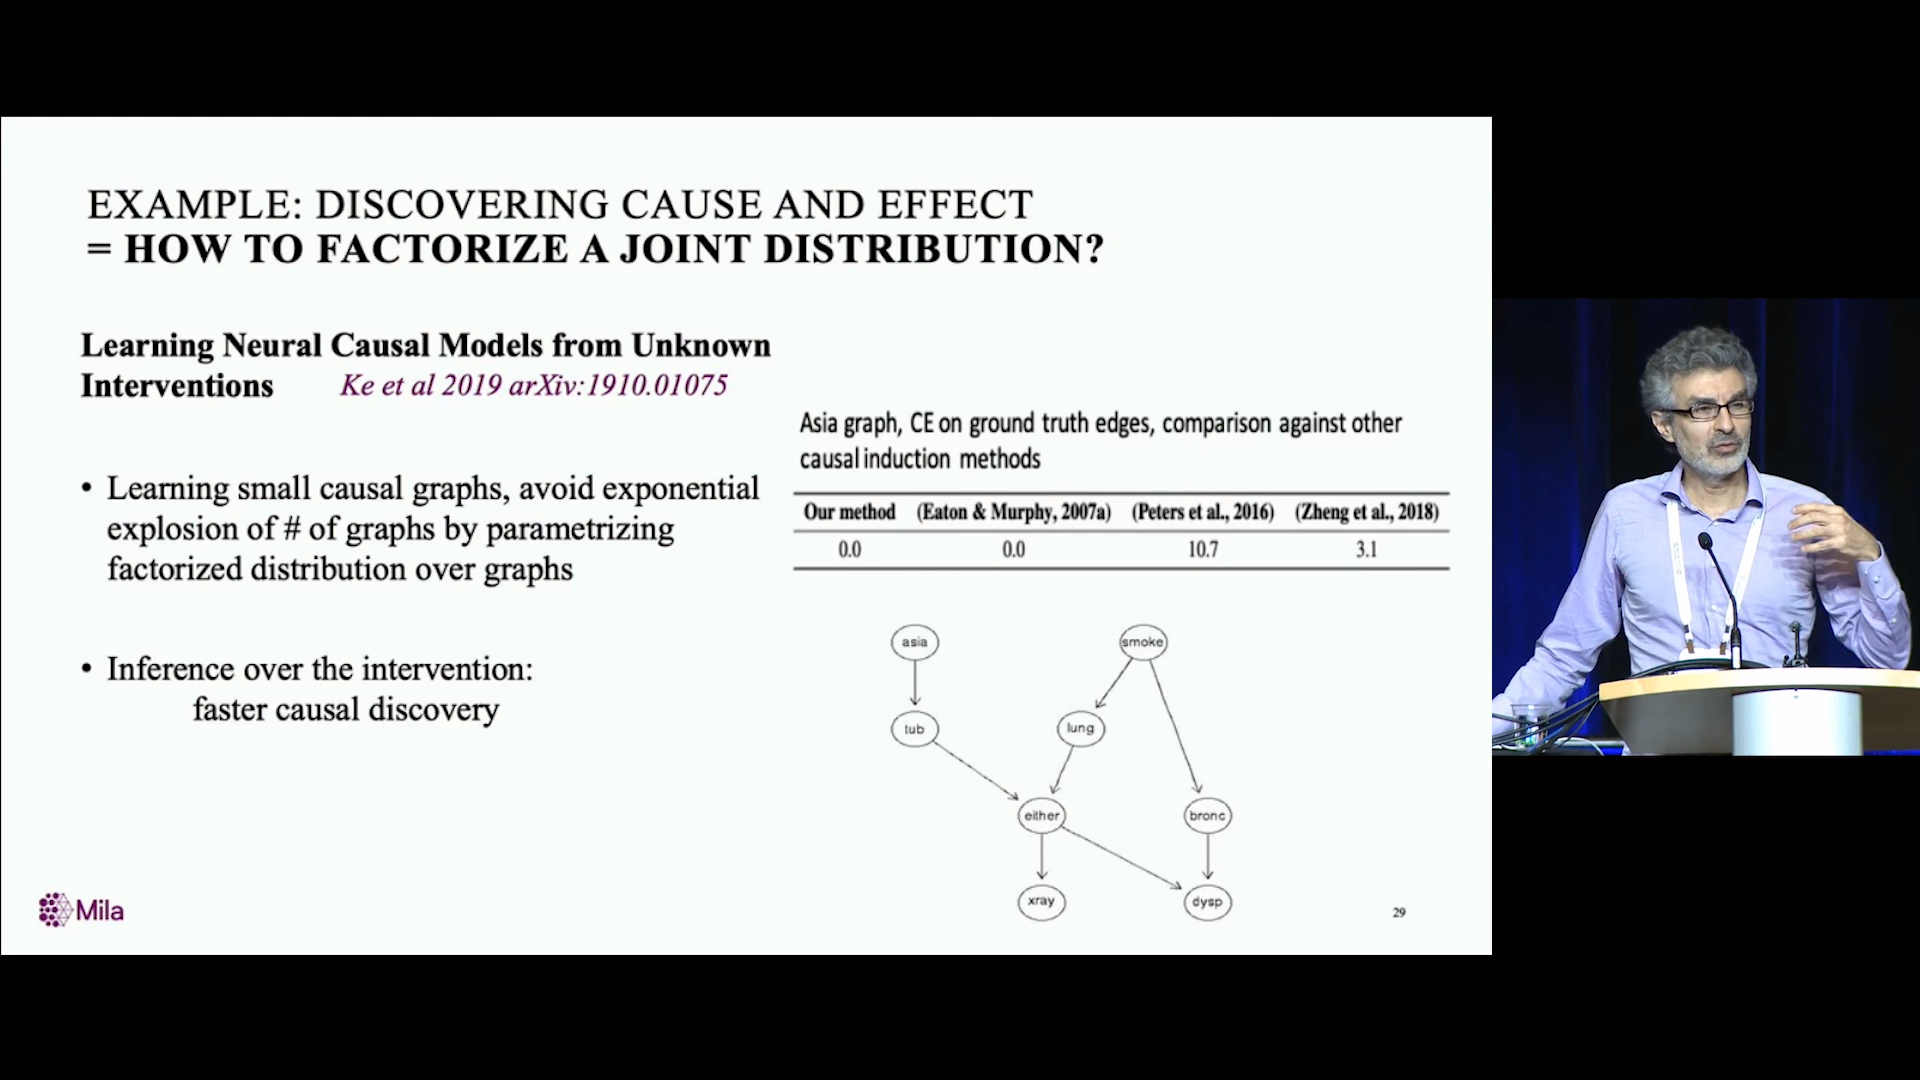 EXAMPLE: DISCOVERING CAUSE AND EFFECT
= HOW TO FACTORIZE A JOINT DISTRIBUTION?
Learning Neural Causal Models from Unknown
Interventions Ke et al 2019 arXiv:1910.01075
• Learning small causal graphs, avoid exponential
explosion of # of graphs by parametrizing
factorized distribution over graphs
• Inference over the intervention:
faster causal discovery
Asia graph, CE on ground truth edges, comparison against other
causal induction methods
Our method (Eaton & Murphy, 2007a) (Peters et al., 2016) (Zheng et al., 2018)
0.0 0.0 10.7 3.1
asia smoke
tub lung
either bronc
xray dysp
Mila
29